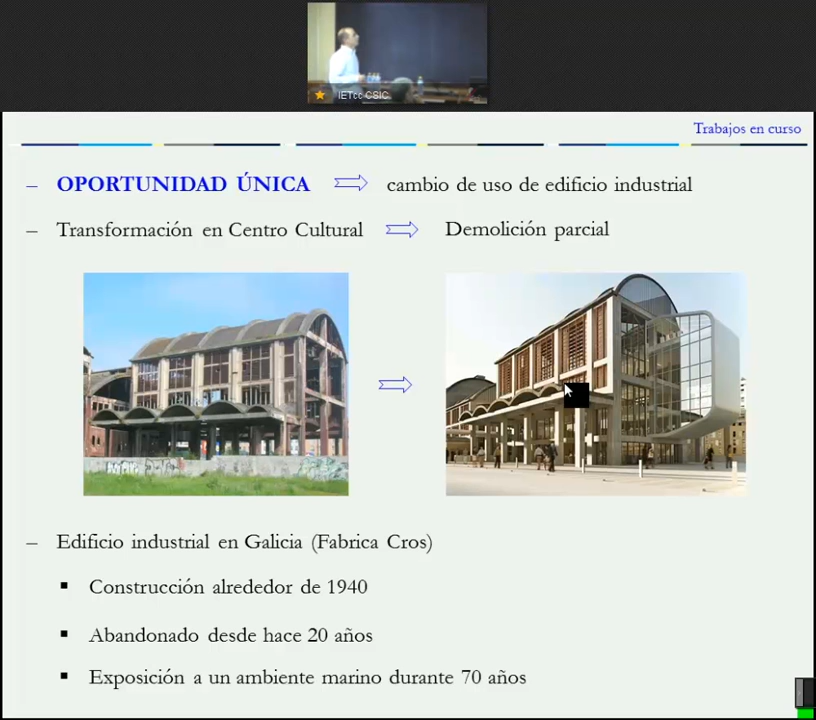 IETcc CSIC
Trabajos en curso
– OPORTUNIDAD ÚNICA cambio de uso de edificio industrial
– Transformación en Centro Cultural Demolición parcial
– Edificio industrial en Galicia (Fabrica Cros)
▪ Construcción alrededor de 1940
▪ Abandonado desde hace 20 años
▪ Exposición a un ambiente marino durante 70 años